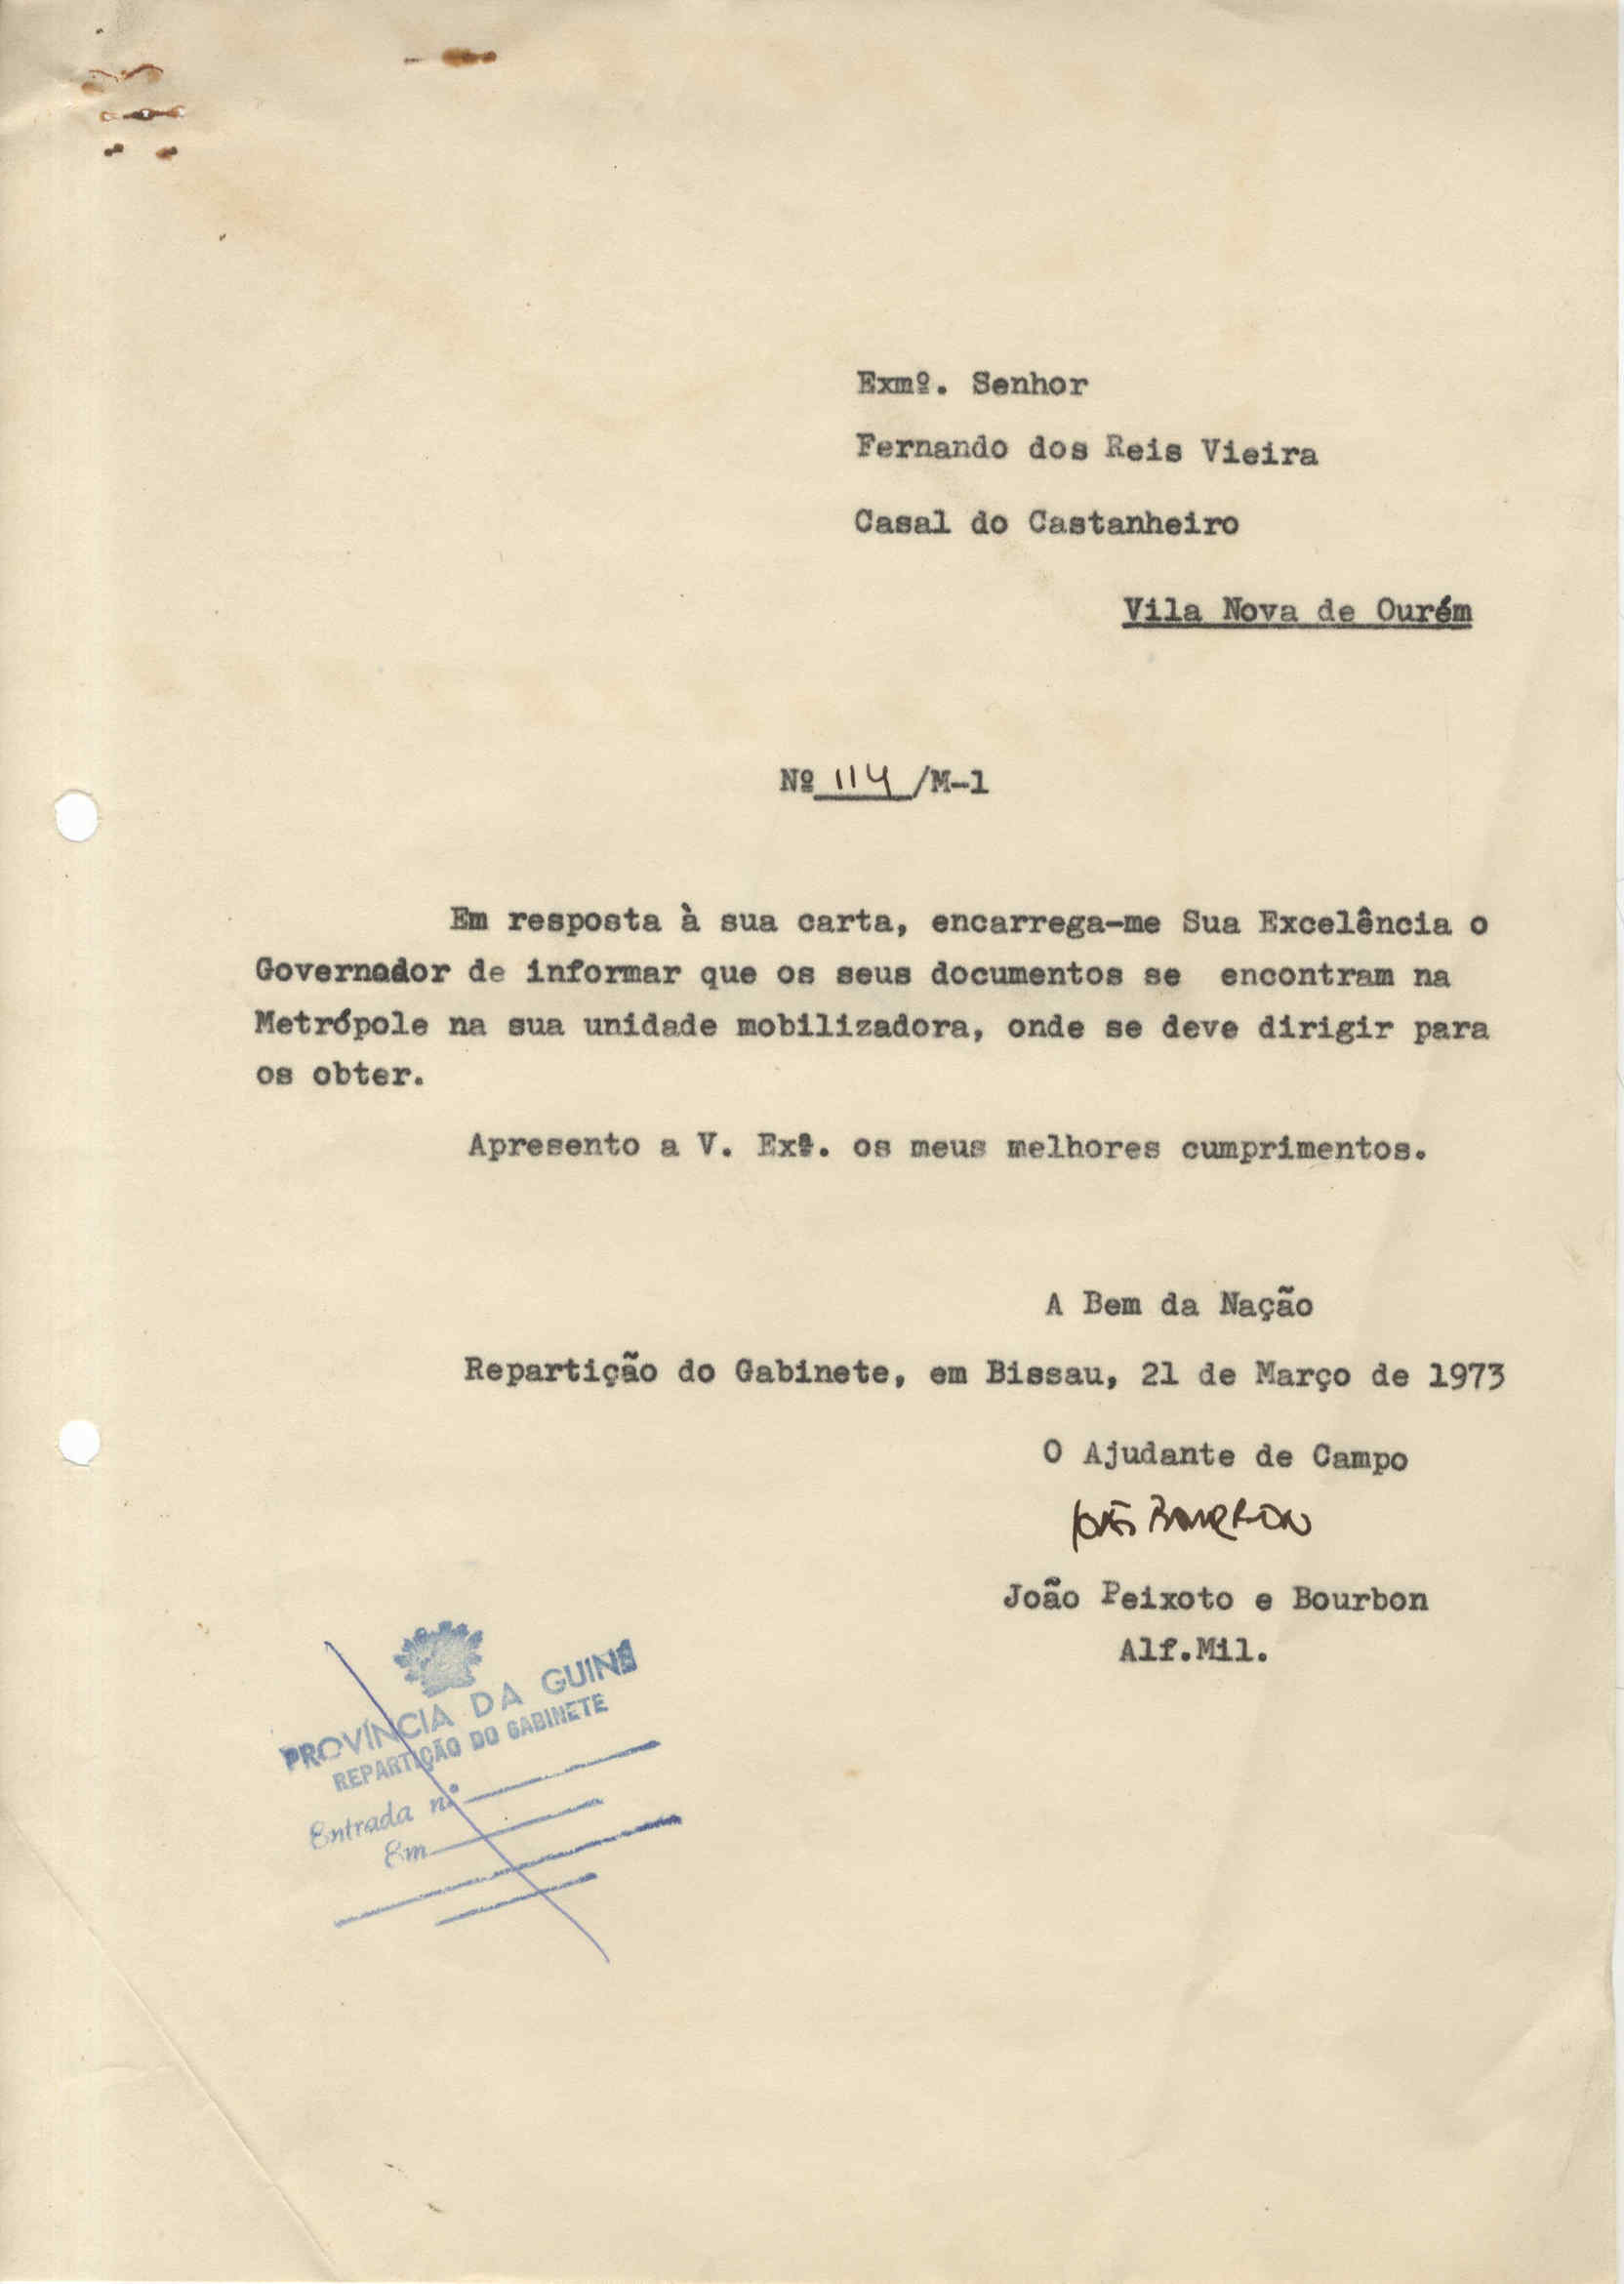 Exmº. Senhor
Fernando dos Reis Vieira
Casal do Castanheiro
Vila Nova de Ourém
Nº 114 /M-1
Em resposta à sua carta, encarrega-me Sua Excelência o
Governador de informar que os seus documentos se encontram na
Metrópole na sua unidade mobilizadora, onde se deve dirigir para
os obter.
Apresento a V. Exª. os meus melhores cumprimentos.
A Bem da Nação
Repartição do Gabinete, em Bissau, 21 de Março de 1973
O Ajudante de Campo
João Bourbon
João Peixoto e Bourbon
Alf.Mil.
PROVÍNCIA DA GUINÉ
REPARTIÇÃO DO GABINETE
Entrada n.º
Em